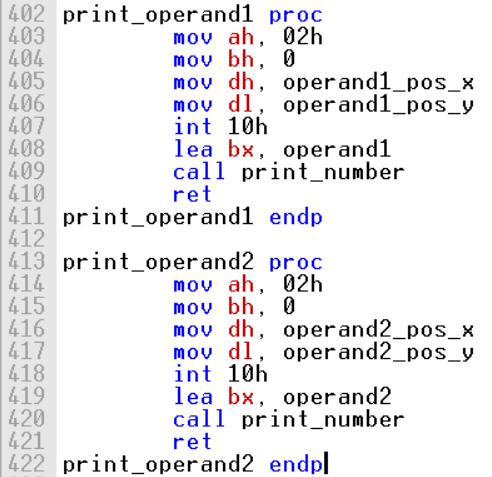 402 print_operand1 proc
403 mov ah, 02h
404 mov bh, 0
405 mov dh, operand1_pos_x
406 mov dl, operand1_pos_y
407 int 10h
408 lea bx, operand1
409 call print_number
410 ret
411 print_operand1 endp
412
413 print_operand2 proc
414 mov ah, 02h
415 mov bh, 0
416 mov dh, operand2_pos_x
417 mov dl, operand2_pos_y
418 int 10h
419 lea bx, operand2
420 call print_number
421 ret
422 print_operand2 endp